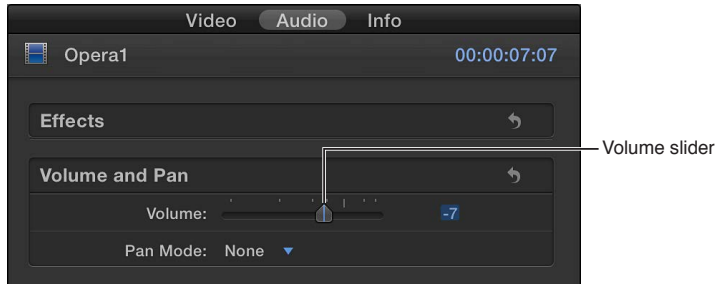 Video Audio Info
Opera1 00:00:07:07
Effects
Volume slider
Volume and Pan
Volume: -7
Pan Mode: None